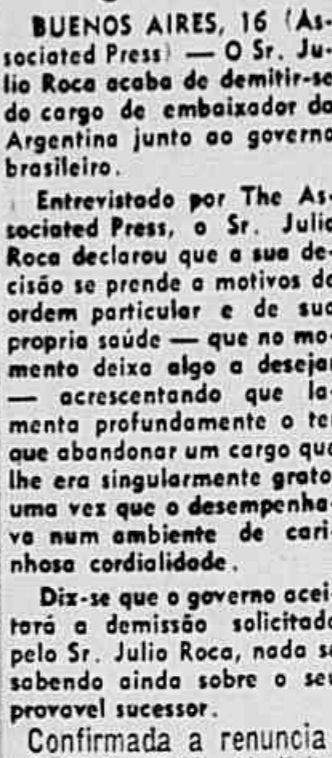 BUENOS AIRES, 16 (As-
sociated Press) — O Sr. Ju-
lio Roca acaba de demitir-se
do cargo de embaixador da
Argentina junto ao governo
brasileiro.
Entrevistado por The As-
sociated Press, o Sr. Julio
Roca declarou que a sua de-
cisão se prende a motivos de
ordem particular e de sua
propria saúde — que no mo-
mento deixa algo a desejar
— acrescentando que la-
menta profundamente o ter
que abandonar um cargo que
lhe era singularmente grato,
uma vez que o desempenha-
va num ambiente de cari-
nhosa cordialidade.
Diz-se que o governo acei-
tará a demissão solicitada
pelo Sr. Julio Roca, nada se
sabendo ainda sobre o seu
provavel sucessor.
Confirmada a renuncia